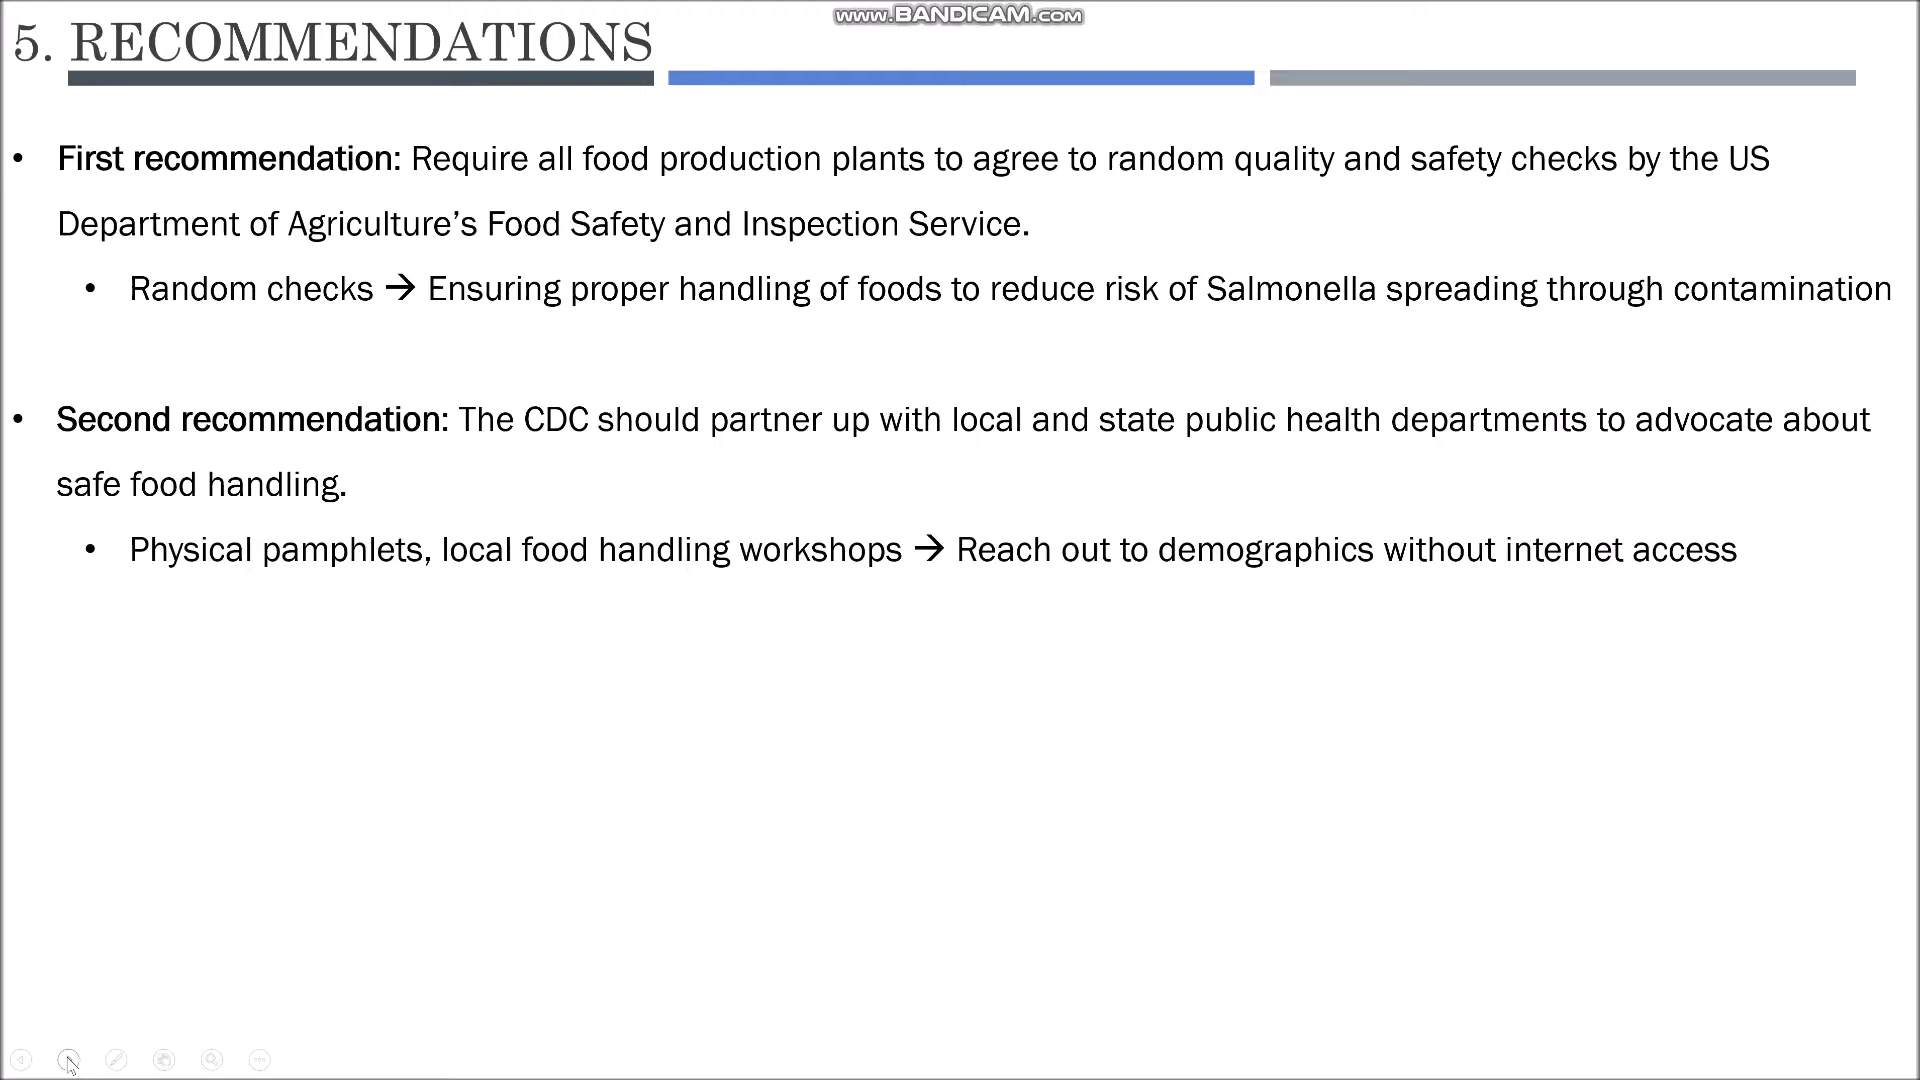 www.BANDICAM.com
5. RECOMMENDATIONS
• First recommendation: Require all food production plants to agree to random quality and safety checks by the US
Department of Agriculture’s Food Safety and Inspection Service.
• Random checks → Ensuring proper handling of foods to reduce risk of Salmonella spreading through contamination
• Second recommendation: The CDC should partner up with local and state public health departments to advocate about
safe food handling.
• Physical pamphlets, local food handling workshops → Reach out to demographics without internet access